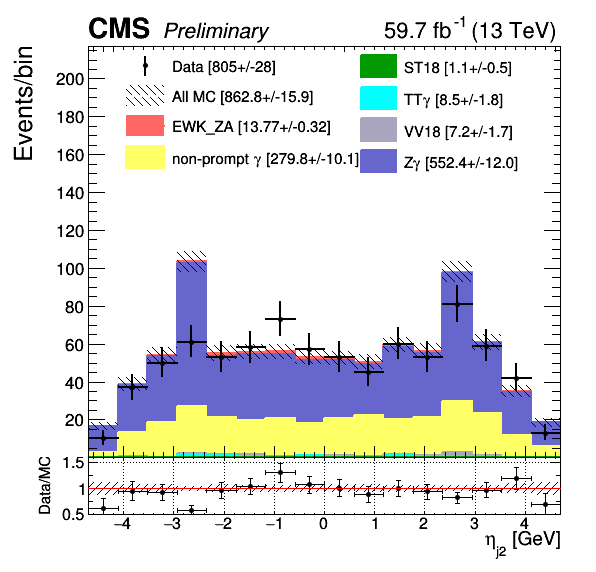 CMS Preliminary 59.7 fb⁻¹ (13 TeV)
Events/bin
Data [805+/-28]
All MC [862.8+/-15.9]
EWK_ZA [13.77+/-0.32]
non-prompt γ [279.8+/-10.1]
ST18 [1.1+/-0.5]
TTγ [8.5+/-1.8]
VV18 [7.2+/-1.7]
Zγ [552.4+/-12.0]
200
180
160
140
120
100
80
60
40
20
Data/MC
1.5
1
0.5
−4 −3 −2 −1 0 1 2 3 4
η_j2 [GeV]